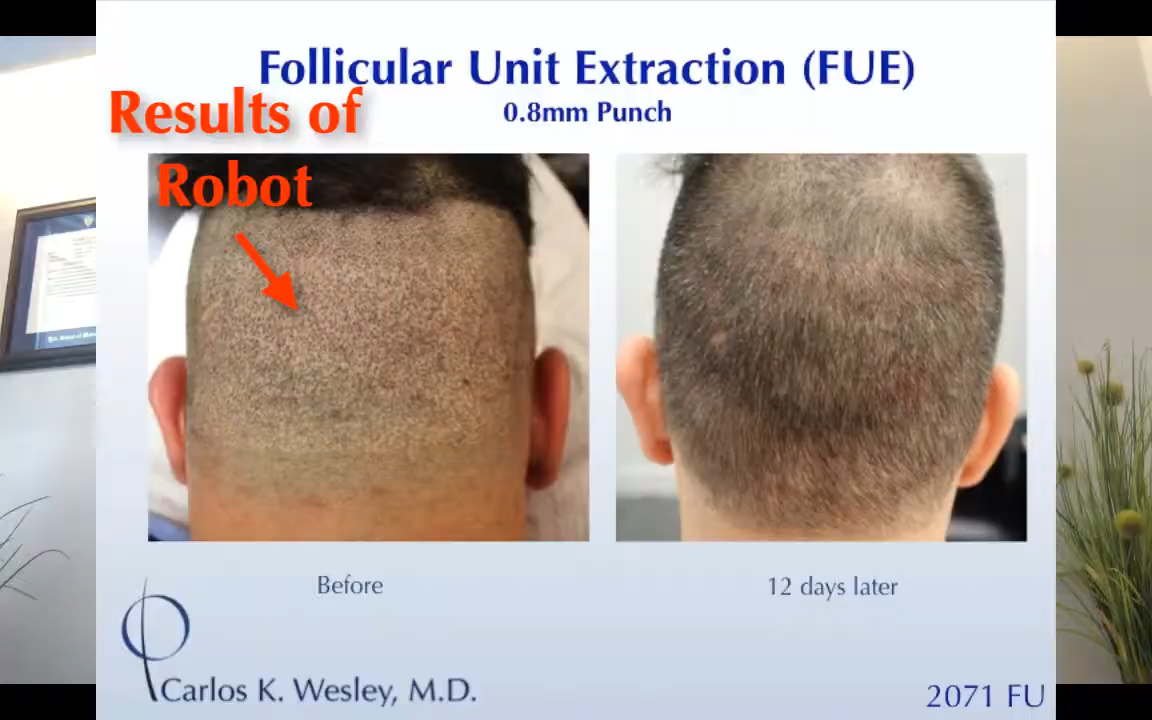 Follicular Unit Extraction (FUE)
0.8mm Punch
Results of
Robot
Before
12 days later
Carlos K. Wesley, M.D.
2071 FU